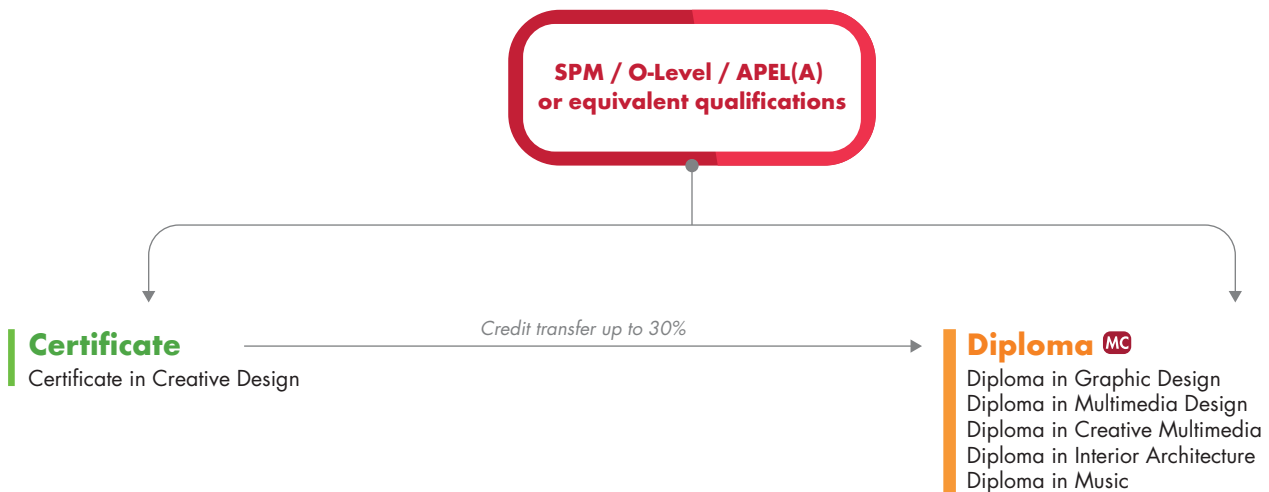 SPM / O-Level / APEL(A)
or equivalent qualifications
Credit transfer up to 30%
Certificate
Certificate in Creative Design
Diploma MC
Diploma in Graphic Design
Diploma in Multimedia Design
Diploma in Creative Multimedia
Diploma in Interior Architecture
Diploma in Music